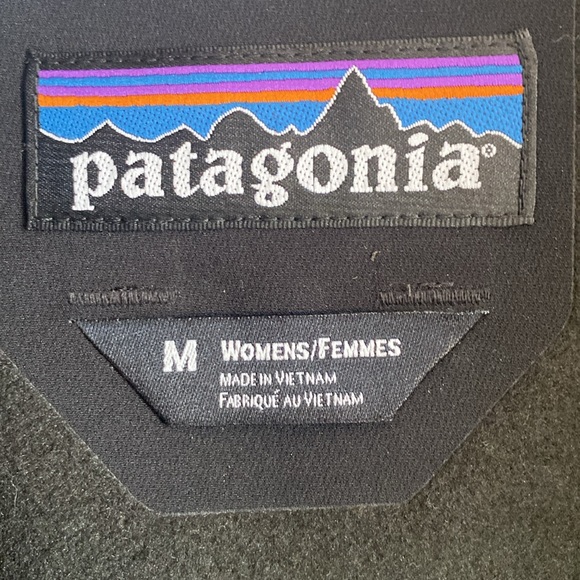 patagonia®
M WOMENS/FEMMES
MADE IN VIETNAM
FABRIQUÉ AU VIETNAM